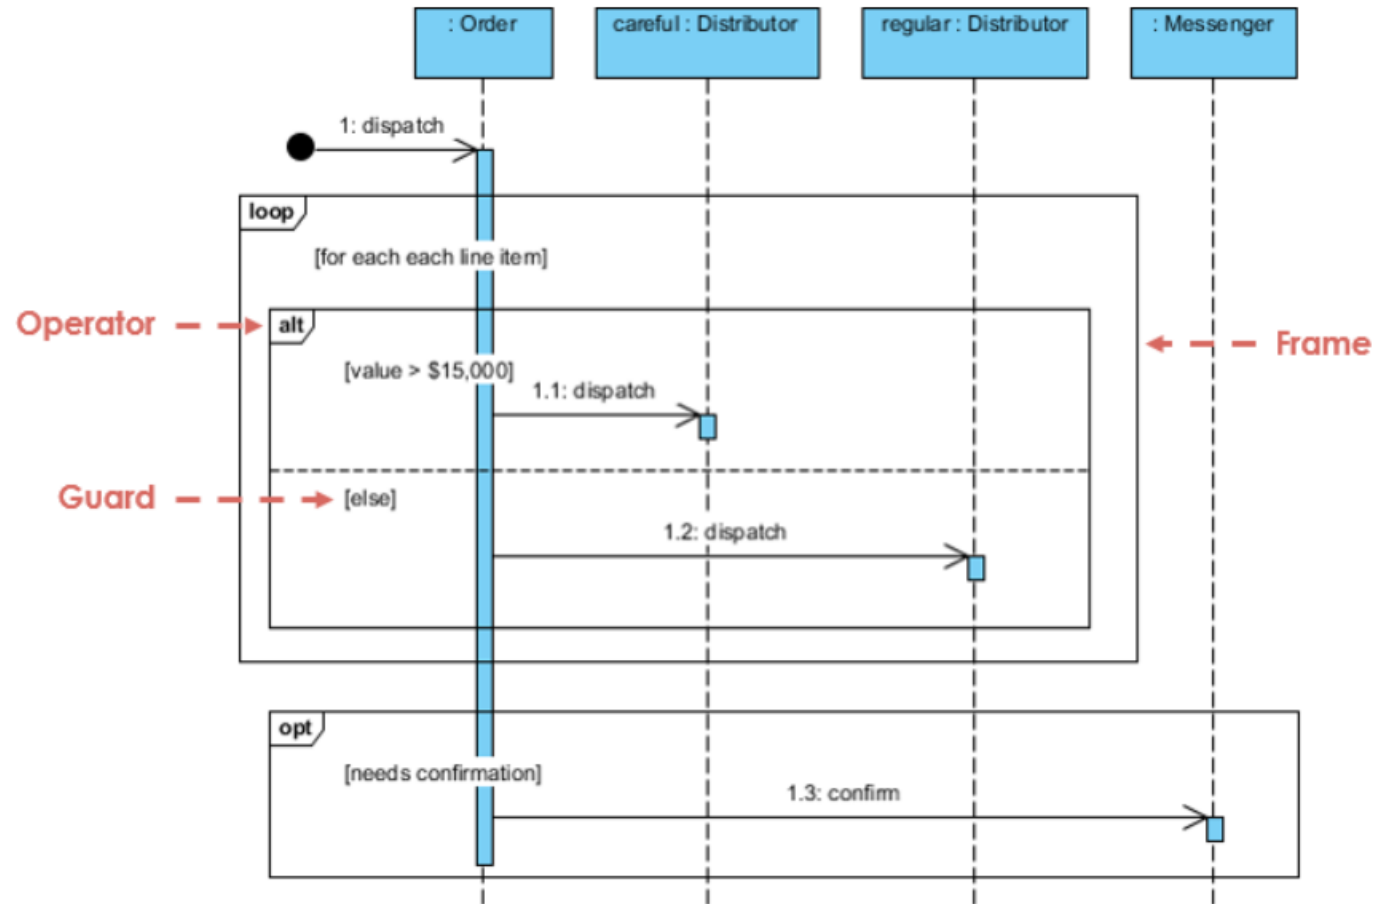 : Order
careful : Distributor
regular : Distributor
: Messenger
1: dispatch
loop
[for each each line item]
Operator
alt
Frame
[value > $15,000]
1.1: dispatch
Guard
[else]
1.2: dispatch
opt
[needs confirmation]
1.3: confirm